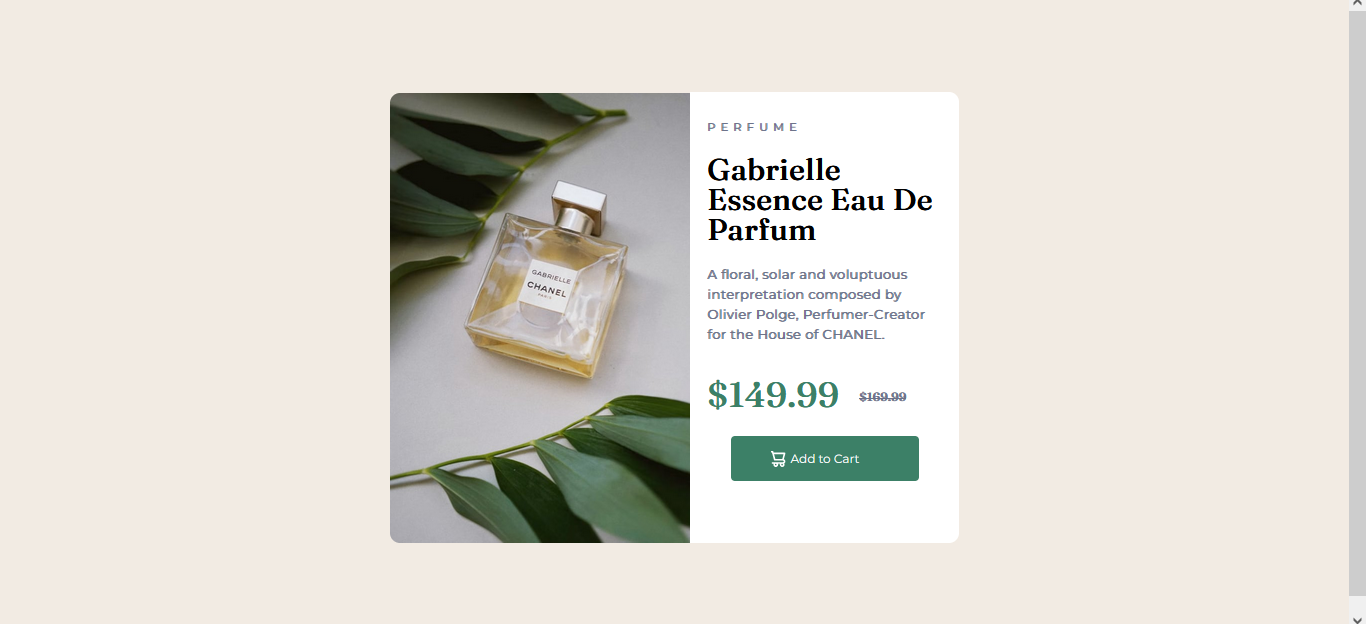 PERFUME
Gabrielle
Essence Eau De
Parfum
A floral, solar and voluptuous
interpretation composed by
Olivier Polge, Perfumer-Creator
for the House of CHANEL.
$149.99 $169.99
Add to Cart
GABRIELLE
CHANEL
PARIS